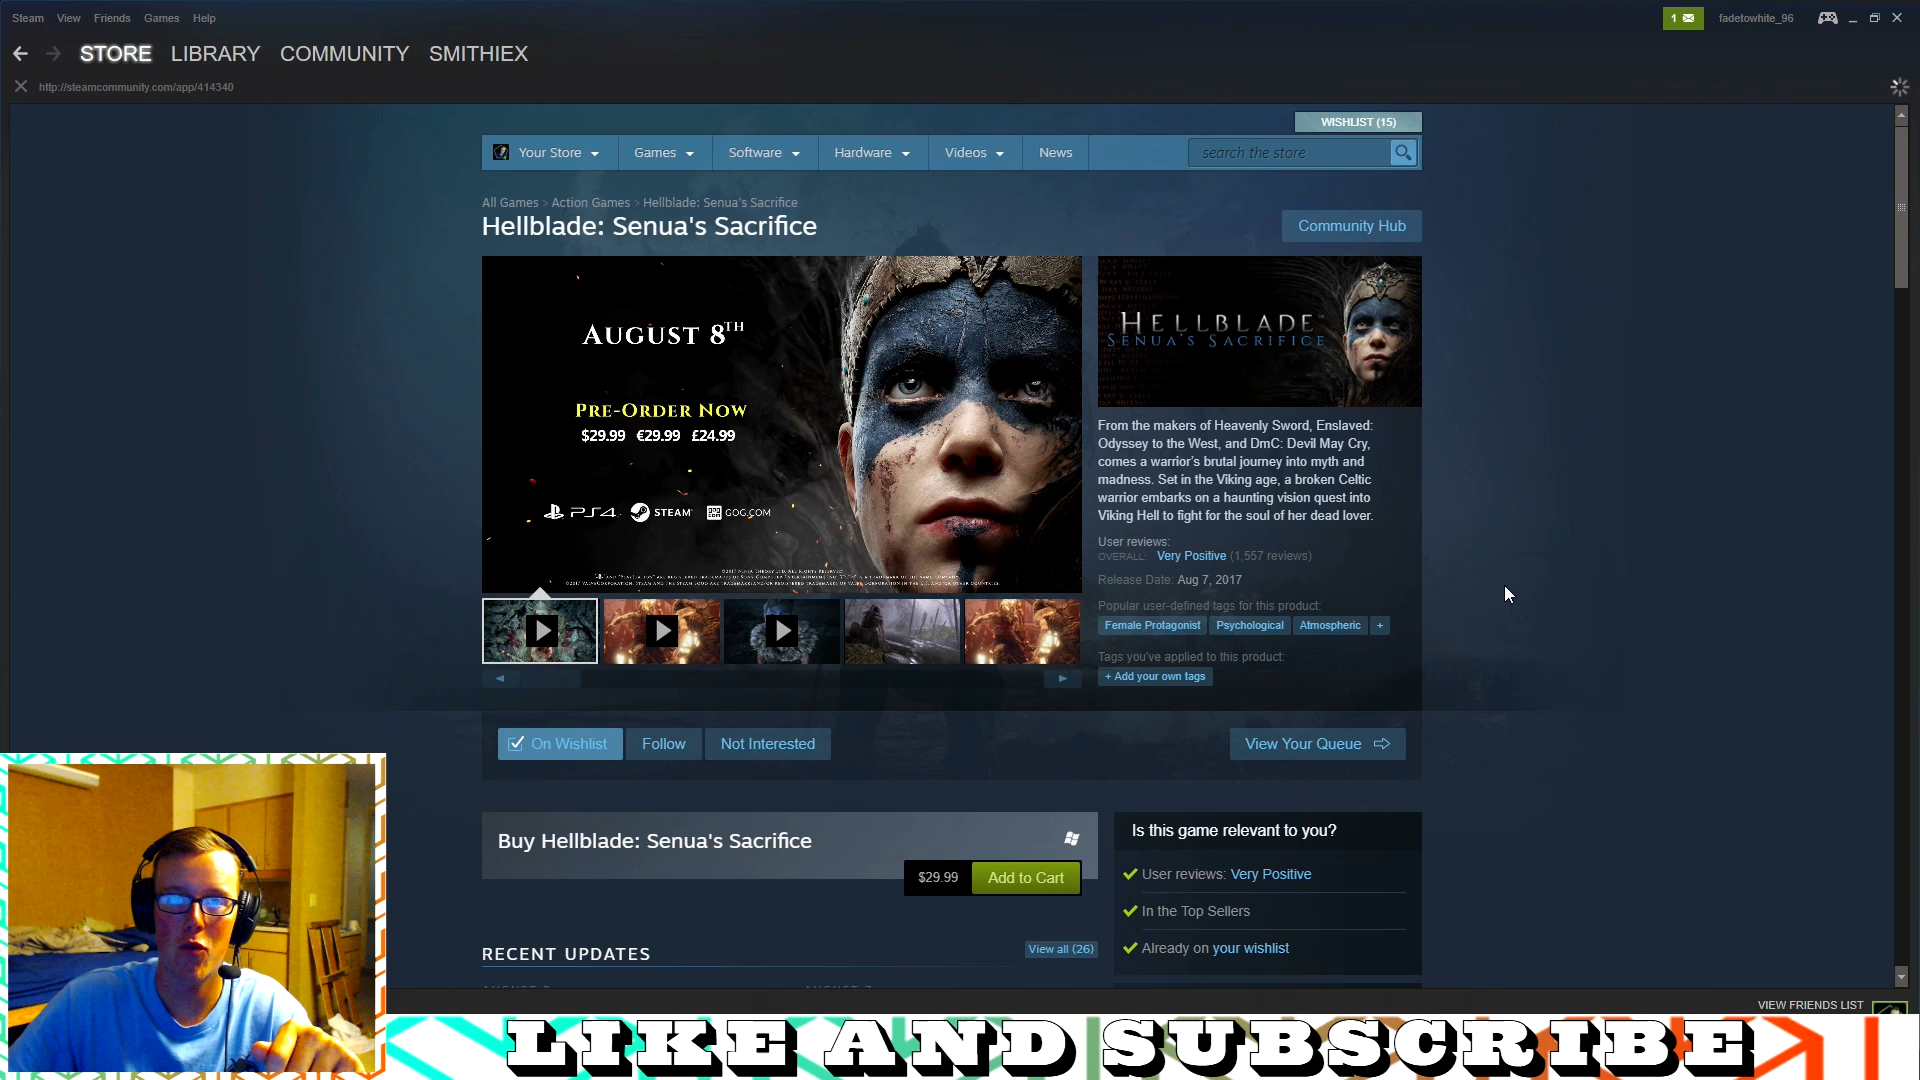 Steam View Friends Games Help
1
fadetowhite_96
STORE LIBRARY COMMUNITY SMITHIEX
http://steamcommunity.com/app/414340
WISHLIST (15)
Your Store Games Software Hardware Videos News
search the store
All Games > Action Games > Hellblade: Senua's Sacrifice
Hellblade: Senua's Sacrifice
Community Hub
AUGUST 8TH
PRE-ORDER NOW
$29.99 €29.99 £24.99
PS4 STEAM GOG.COM
HELLBLADE™
SENUA'S SACRIFICE
From the makers of Heavenly Sword, Enslaved:
Odyssey to the West, and DmC: Devil May Cry,
comes a warrior's brutal journey into myth and
madness. Set in the Viking age, a broken Celtic
warrior embarks on a haunting vision quest into
Viking Hell to fight for the soul of her dead lover.
User reviews:
OVERALL: Very Positive (1,557 reviews)
Release Date: Aug 7, 2017
Popular user-defined tags for this product:
Female Protagonist Psychological Atmospheric +
Tags you've applied to this product:
+ Add your own tags
On Wishlist Follow Not Interested
View Your Queue
Buy Hellblade: Senua's Sacrifice
$29.99 Add to Cart
Is this game relevant to you?
User reviews: Very Positive
In the Top Sellers
Already on your wishlist
RECENT UPDATES
View all (26)
VIEW FRIENDS LIST
LIKE AND SUBSCRIBE